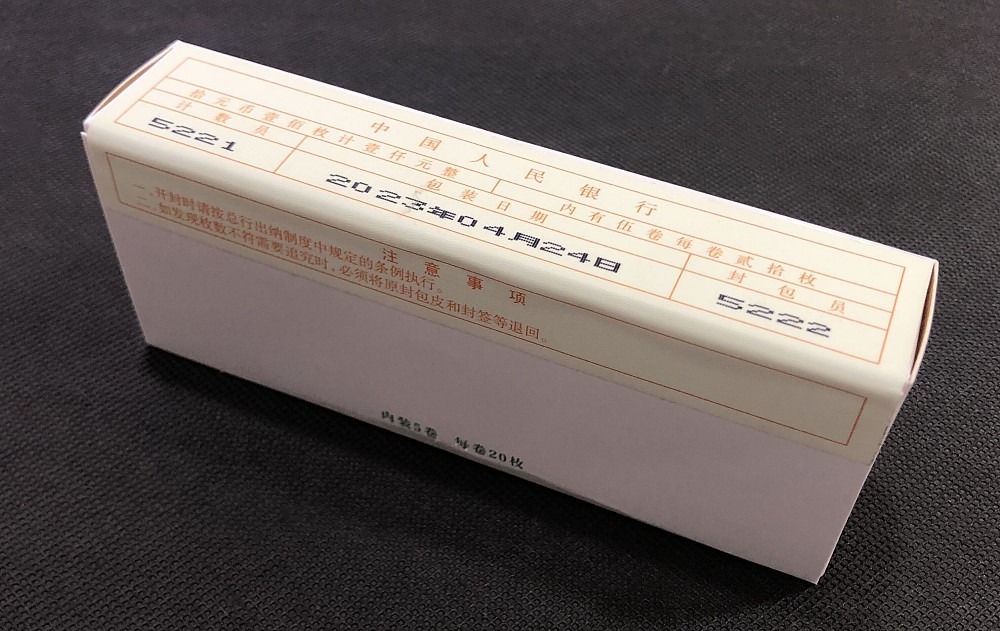 中国人民银行
拾元币壹佰枚计壹仟元整 内有伍卷每卷贰拾枚
计数员 包装日期 封包员
5221 2023年04月24日 5222
注意事项
一.开封时请按总行出纳制度中规定的条例执行。
二.如发现枚数不符需要追究时,必须将原封包皮和封签等退回。
内装5卷 每卷20枚